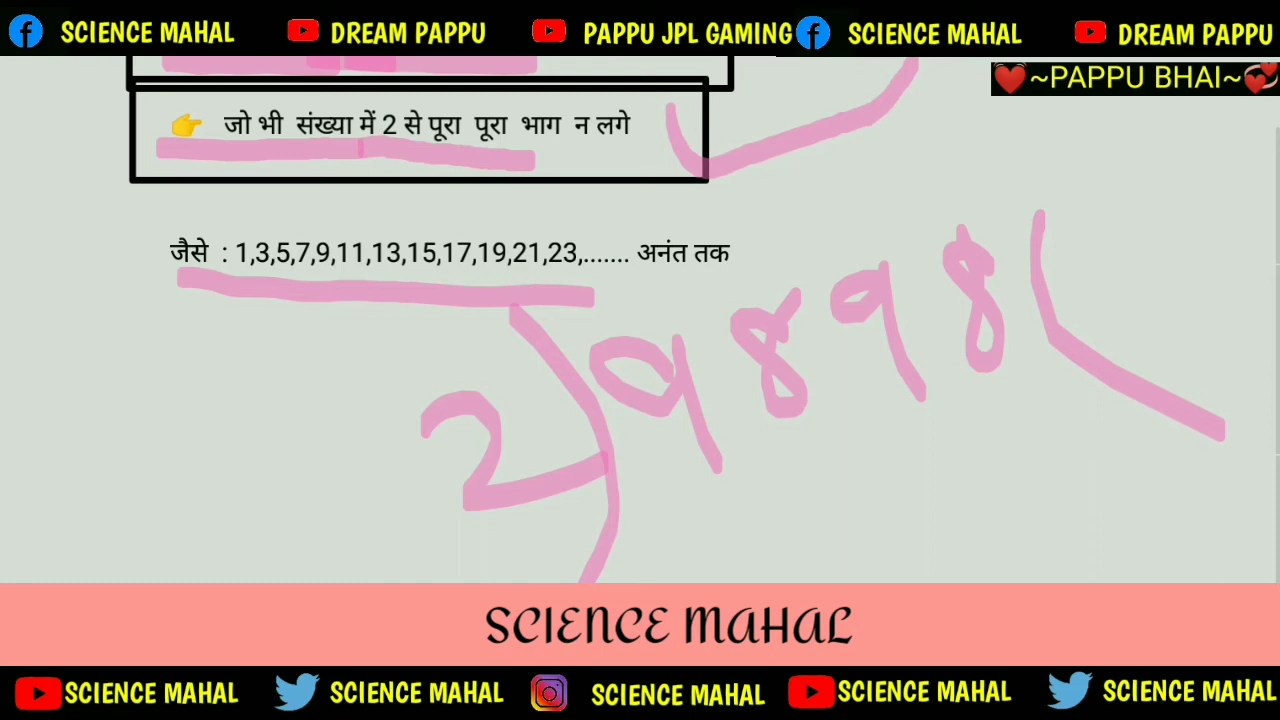 SCIENCE MAHAL DREAM PAPPU PAPPU JPL GAMING SCIENCE MAHAL DREAM PAPPU
❤️~PAPPU BHAI~💞
👉 जो भी संख्या में 2 से पूरा पूरा भाग न लगे
जैसे : 1,3,5,7,9,11,13,15,17,19,21,23,....... अनंत तक
2)9898(
SCIENCE MAHAL
SCIENCE MAHAL SCIENCE MAHAL SCIENCE MAHAL SCIENCE MAHAL SCIENCE MAHAL